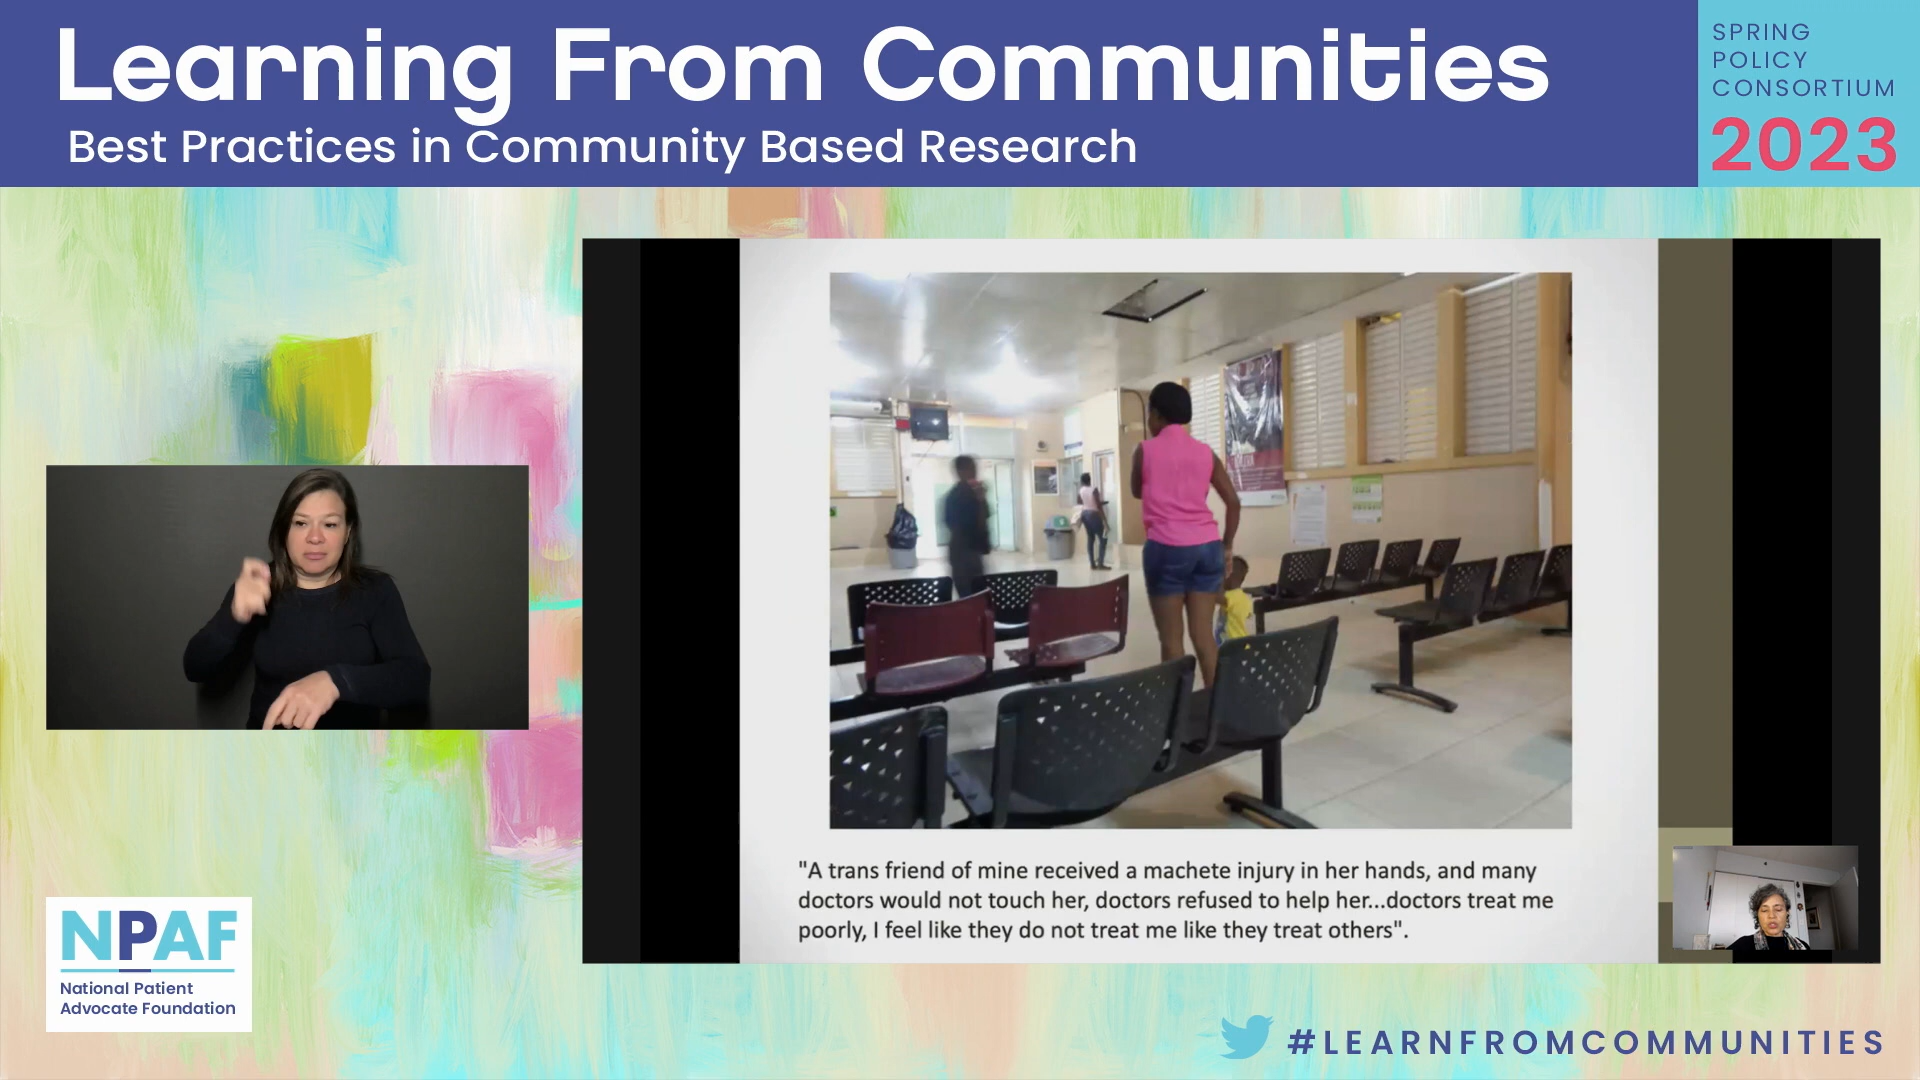 Learning From Communities
Best Practices in Community Based Research
SPRING
POLICY
CONSORTIUM
2023
"A trans friend of mine received a machete injury in her hands, and many
doctors would not touch her, doctors refused to help her...doctors treat me
poorly, I feel like they do not treat me like they treat others".
NPAF
National Patient
Advocate Foundation
#LEARNFROMCOMMUNITIES